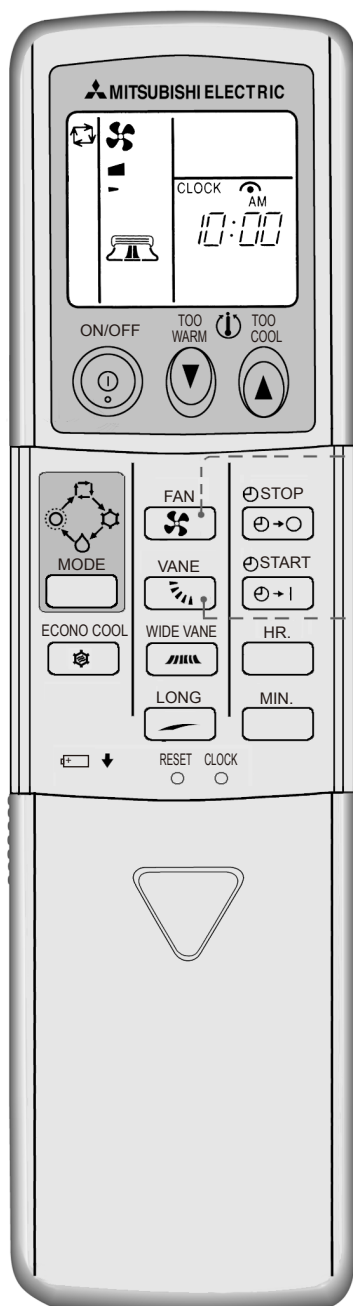 MITSUBISHI ELECTRIC
CLOCK
AM
10:00
ON/OFF
TOO WARM
TOO COOL
MODE
FAN
STOP
VANE
START
ECONO COOL
WIDE VANE
HR.
LONG
MIN.
RESET CLOCK